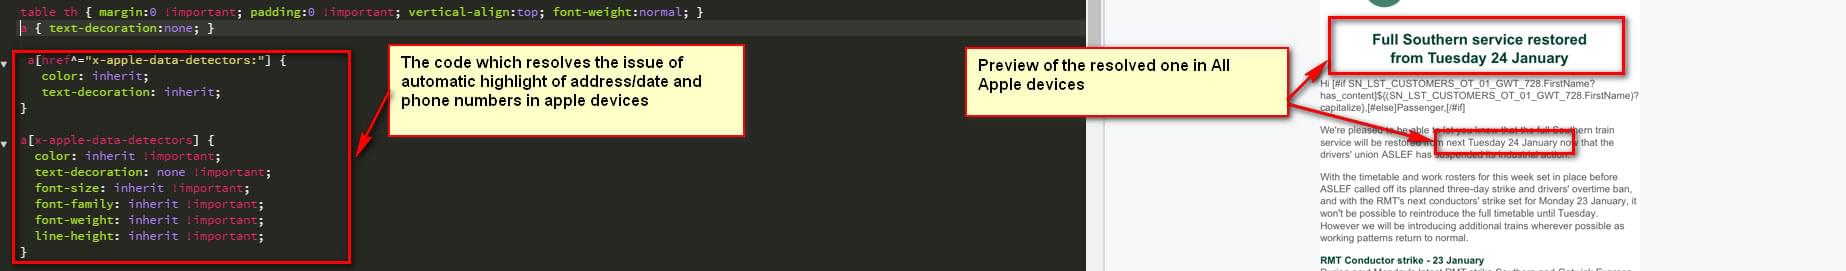 table th { margin:0 !important; padding:0 !important; vertical-align:top; font-weight:normal; }
a { text-decoration:none; }
a[href^="x-apple-data-detectors:"] {
color: inherit;
text-decoration: inherit;
}
a[x-apple-data-detectors] {
color: inherit !important;
text-decoration: none !important;
font-size: inherit !important;
font-family: inherit !important;
font-weight: inherit !important;
line-height: inherit !important;
}
The code which resolves the issue of
automatic highlight of address/date and
phone numbers in apple devices
Preview of the resolved one in All
Apple devices
Full Southern service restored
from Tuesday 24 January
Hi [#if SN_LST_CUSTOMERS_OT_01_GWT_728.FirstName?
has_content]${(SN_LST_CUSTOMERS_OT_01_GWT_728.FirstName)?
capitalize},[#else]Passenger,[/#if]
We're pleased to be able to let you know that the full Southern train
service will be restored from next Tuesday 24 January now that the
drivers' union ASLEF has suspended its industrial action.
With the timetable and work rosters for this week set in place before
ASLEF called off its planned three-day strike and drivers' overtime ban,
and with the RMT's next conductors' strike set for Monday 23 January, it
won't be possible to reintroduce the full timetable until Tuesday.
However we will be introducing additional trains wherever possible as
working patterns return to normal.
RMT Conductor strike - 23 January